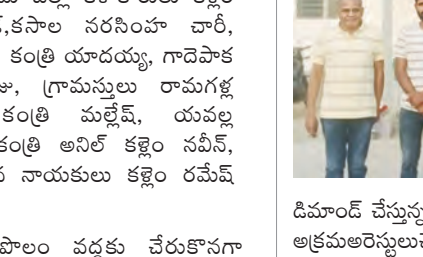 ,కసాల నరసింహ చారీ,
కంత్రి యాదయ్య, గాదెపాక
గ్రామస్తులు రామగళ్ల
కంత్రి మల్లేష్, యవల్ల
కంత్రి అనిల్ కళ్లెం నవీన్,
నాయకులు కళ్లెం రమేష్
పొలం వద్దకు చేరుకొనగా
డిమాండ్ చేస్తున్న
అక్రమఅరెస్టులు